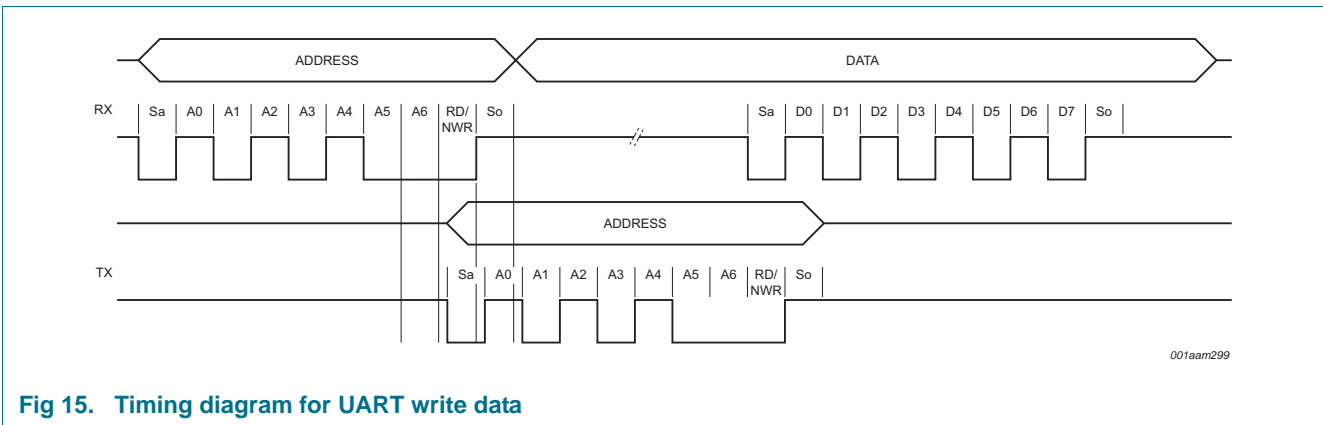 ADDRESS DATA
RX Sa A0 A1 A2 A3 A4 A5 A6 RD/ So Sa D0 D1 D2 D3 D4 D5 D6 D7 So
NWR
ADDRESS
TX Sa A0 A1 A2 A3 A4 A5 A6 RD/ So
NWR
001aam299
Fig 15. Timing diagram for UART write data